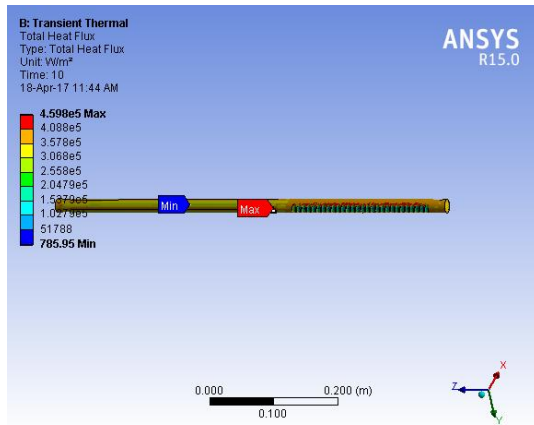 B: Transient Thermal
Total Heat Flux
Type: Total Heat Flux
Unit: W/m²
Time: 10
18-Apr-17 11:44 AM
ANSYS
R15.0
4.598e5 Max
4.088e5
3.578e5
3.068e5
2.558e5
2.0479e5
1.5379e5
1.0279e5
51788
785.95 Min
Min
Max
0.000
0.200 (m)
0.100
X
Z
Y